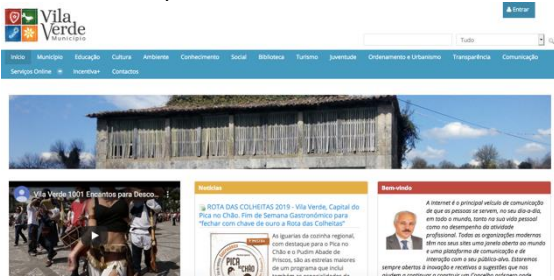 Vila
Verde
Município
Entrar
Tudo
Início Município Educação Cultura Ambiente Conhecimento Social Biblioteca Turismo Juventude Ordenamento e Urbanismo Transparência Comunicação
Serviços Online Incentiva+ Contactos
Vila Verde 1001 Encantos para Desco...
Notícias
ROTA DAS COLHEITAS 2019 - Vila Verde, Capital do
Pica no Chão. Fim de Semana Gastronómico para
"fechar com chave de ouro a Rota das Colheitas"
PICA
CHÃO
As iguarias da cozinha regional,
com destaque para o Pica no
Chão e o Pudim Abade de
Priscos, são as estrelas maiores
de um programa que inclui
Bem-vindo
A Internet é o principal veículo de comunicação
de que as pessoas se servem, no seu dia-a-dia,
em todo o mundo, tanto na sua vida pessoal
como no desempenho da atividade
profissional. Todas as organizações modernas
têm nos seus sites uma janela aberta ao mundo
e uma plataforma de comunicação e de
interação com o seu público-alvo. Estaremos
sempre abertos à inovação e recetivos a sugestões que nos